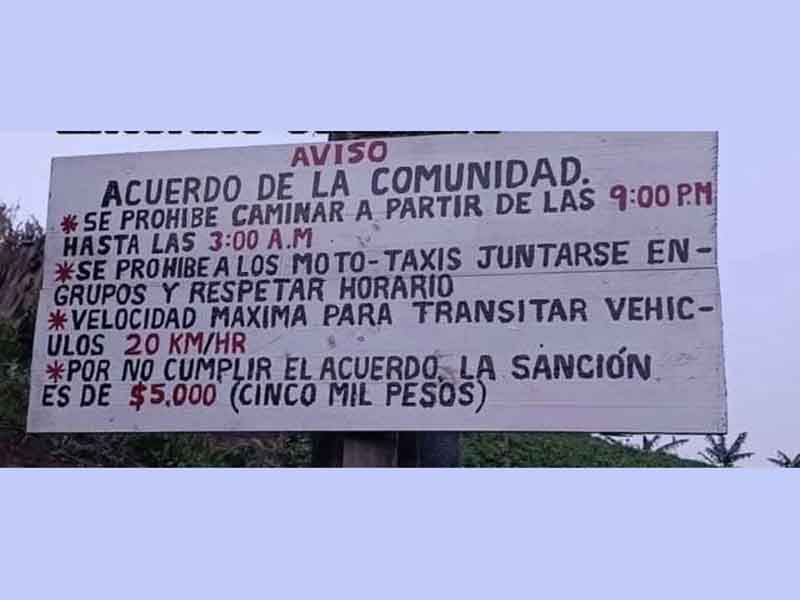 AVISO
ACUERDO DE LA COMUNIDAD.
*SE PROHIBE CAMINAR A PARTIR DE LAS 9:00 P.M
HASTA LAS 3:00 A.M
*SE PROHIBE A LOS MOTO-TAXIS JUNTARSE EN-
GRUPOS Y RESPETAR HORARIO
*VELOCIDAD MAXIMA PARA TRANSITAR VEHIC-
ULOS 20 KM/HR
*POR NO CUMPLIR EL ACUERDO, LA SANCIÓN
ES DE $5,000 (CINCO MIL PESOS)